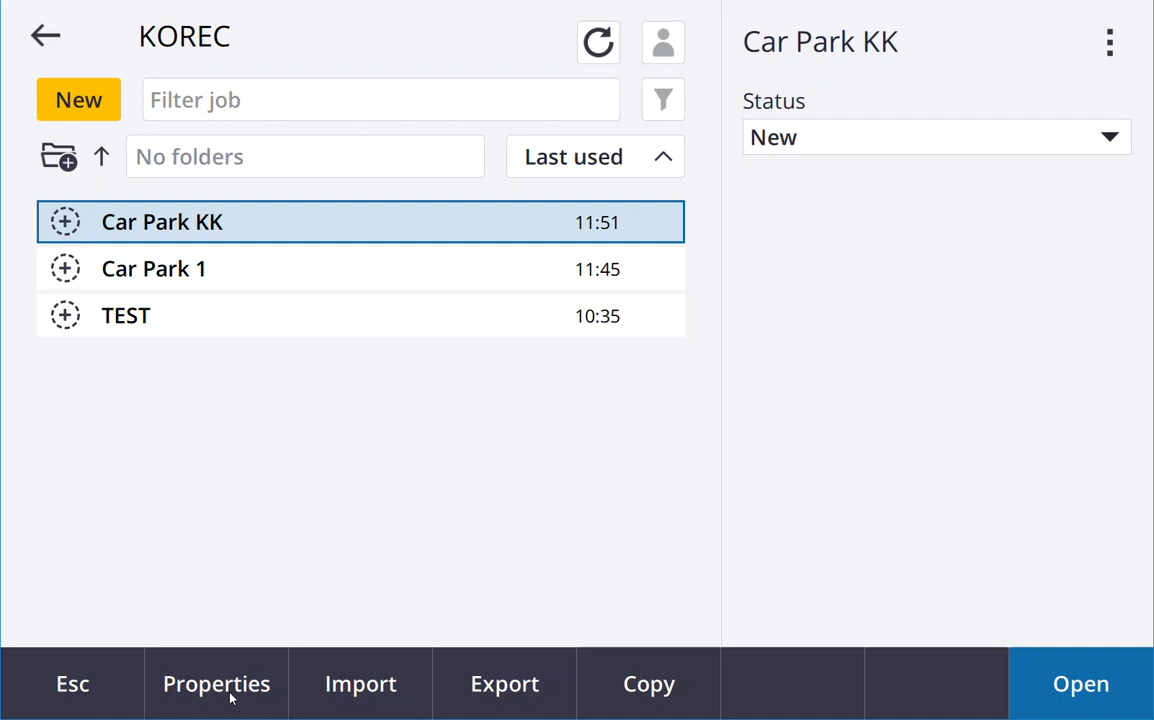 KOREC
New
Filter job
No folders
Last used
Car Park KK 11:51
Car Park 1 11:45
TEST 10:35
Car Park KK
Status
New
Esc
Properties
Import
Export
Copy
Open